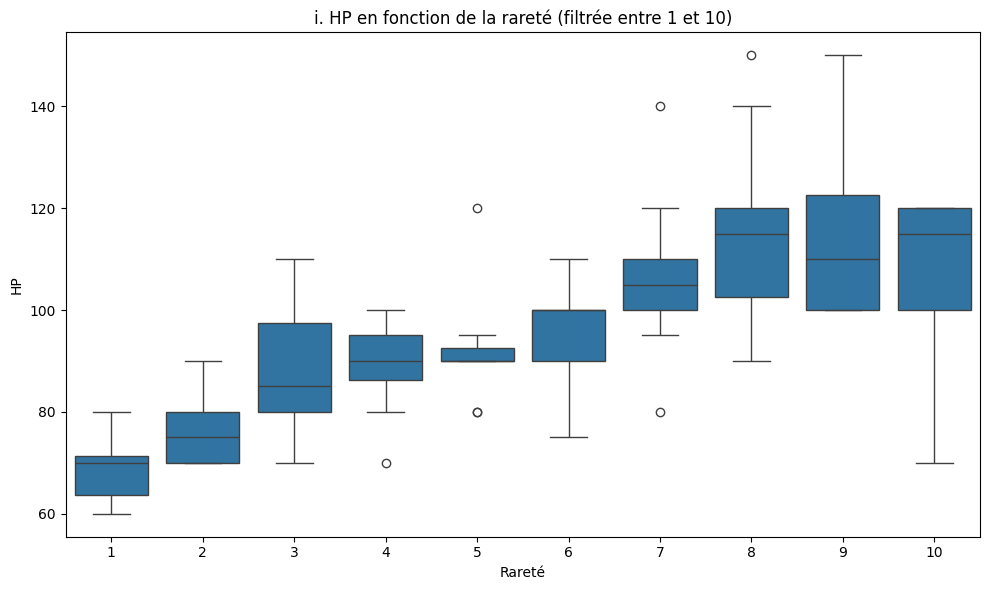 i. HP en fonction de la rareté (filtrée entre 1 et 10)
140
120
100
80
60
HP
1 2 3 4 5 6 7 8 9 10
Rareté